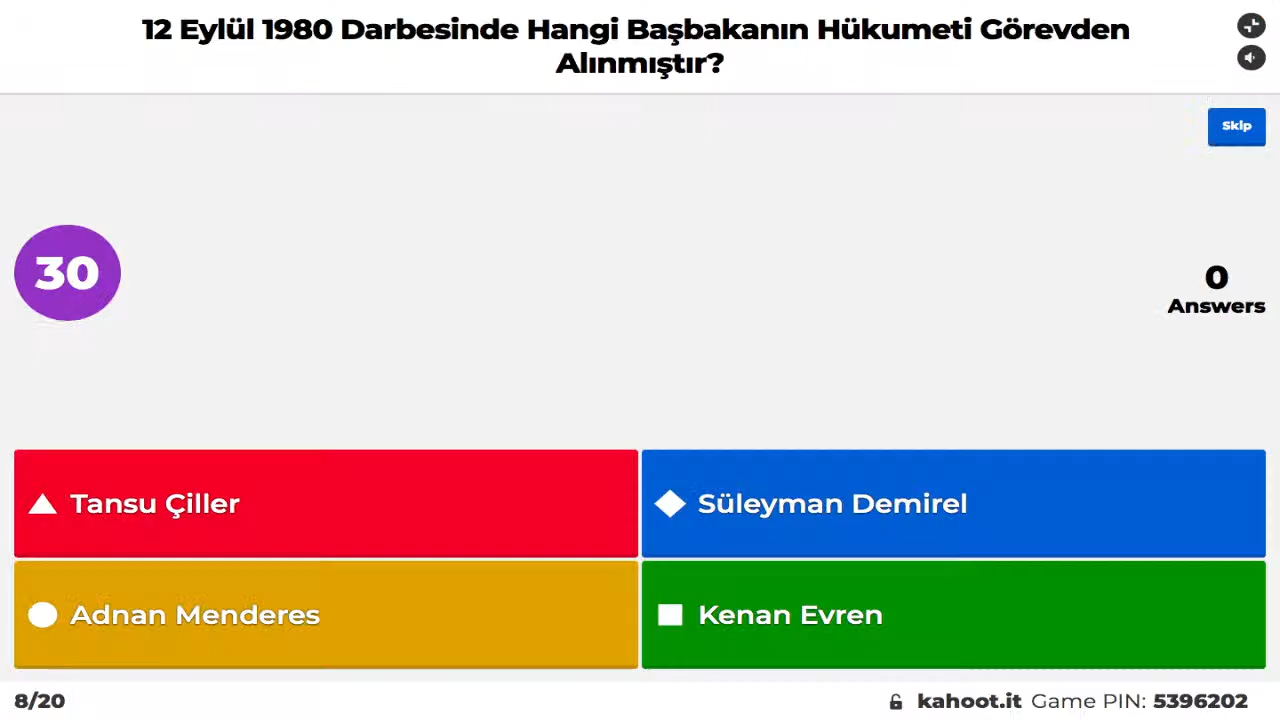 12 Eylül 1980 Darbesinde Hangi Başbakanın Hükumeti Görevden
Alınmıştır?
Skip
30
0
Answers
Tansu Çiller
Süleyman Demirel
Adnan Menderes
Kenan Evren
8/20
kahoot.it Game PIN: 5396202